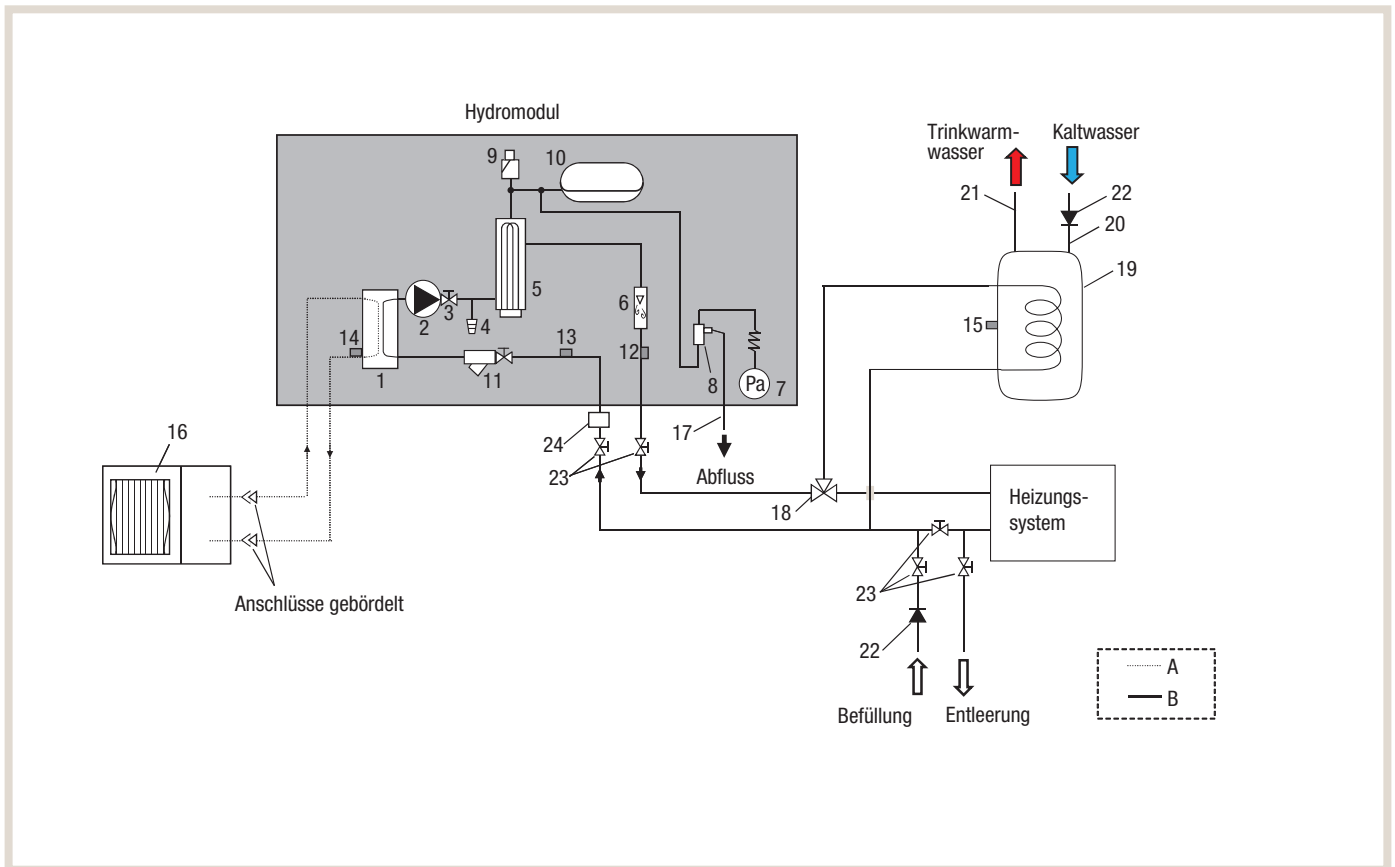 Hydromodul
Trinkwarm-
wasser
Kaltwasser
9
10
21
22
20
19
5
6
2
3
4
15
14
13
12
1
11
8
Pa
7
16
24
17
23
Abfluss
18
Heizungs-
system
Anschlüsse gebördelt
23
22
A
B
Befüllung
Entleerung